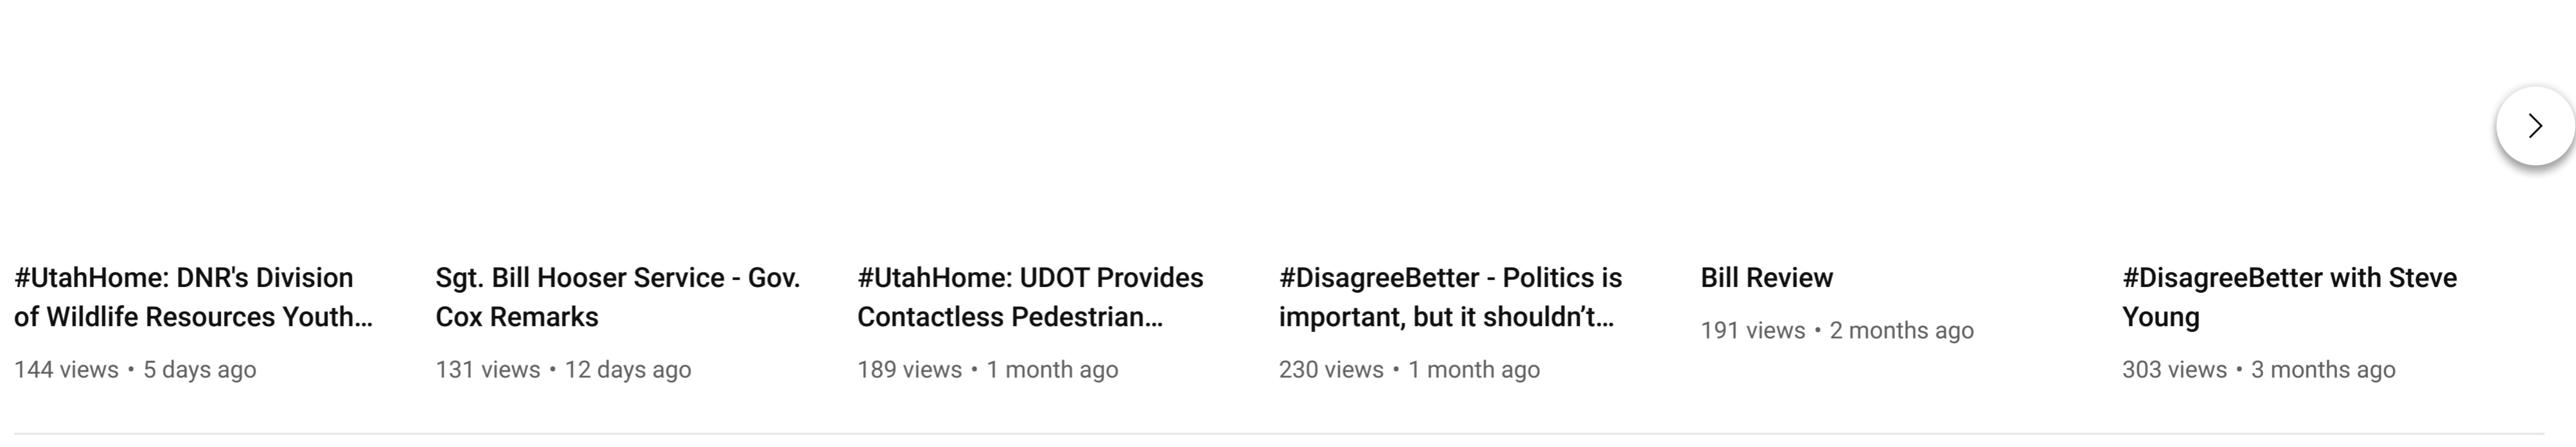 #UtahHome: DNR's Division
of Wildlife Resources Youth...
144 views • 5 days ago
Sgt. Bill Hooser Service - Gov.
Cox Remarks
131 views • 12 days ago
#UtahHome: UDOT Provides
Contactless Pedestrian...
189 views • 1 month ago
#DisagreeBetter - Politics is
important, but it shouldn’t...
230 views • 1 month ago
Bill Review
191 views • 2 months ago
#DisagreeBetter with Steve
Young
303 views • 3 months ago